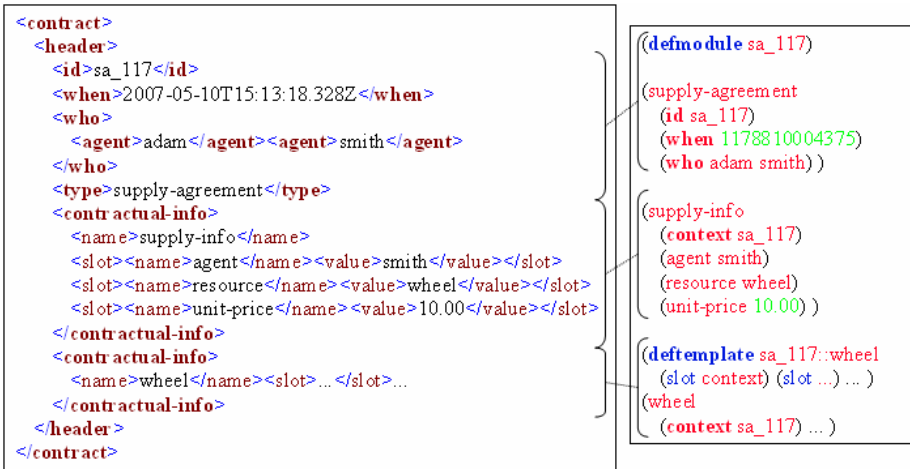 <contract>
<header>
<id>sa_117</id>
<when>2007-05-10T15:13:18.328Z</when>
<who>
<agent>adam</agent><agent>smith</agent>
</who>
<type>supply-agreement</type>
<contractual-info>
<name>supply-info</name>
<slot><name>agent</name><value>smith</value></slot>
<slot><name>resource</name><value>wheel</value></slot>
<slot><name>unit-price</name><value>10.00</value></slot>
</contractual-info>
<contractual-info>
<name>wheel</name><slot>...</slot>...
</contractual-info>
</header>
</contract>
(defmodule sa_117)
(supply-agreement
(id sa_117)
(when 1178810004375)
(who adam smith) )
(supply-info
(context sa_117)
(agent smith)
(resource wheel)
(unit-price 10.00) )
(deftemplate sa_117::wheel
(slot context) (slot ...) ... )
(wheel
(context sa_117) ... )